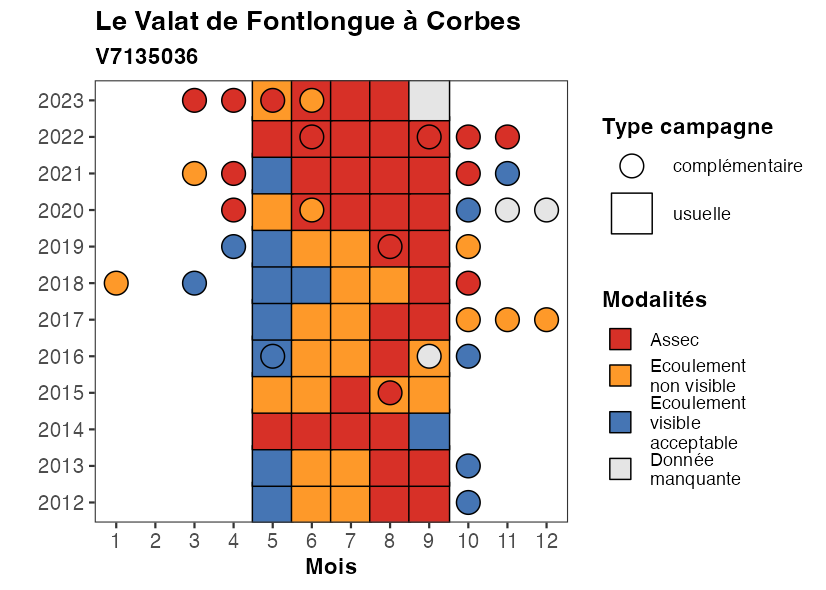 Le Valat de Fontlongue à Corbes
V7135036
2023
2022
2021
2020
2019
2018
2017
2016
2015
2014
2013
2012
1 2 3 4 5 6 7 8 9 10 11 12
Mois
Type campagne
complémentaire
usuelle
Modalités
Assec
Ecoulement
non visible
Ecoulement
visible
acceptable
Donnée
manquante